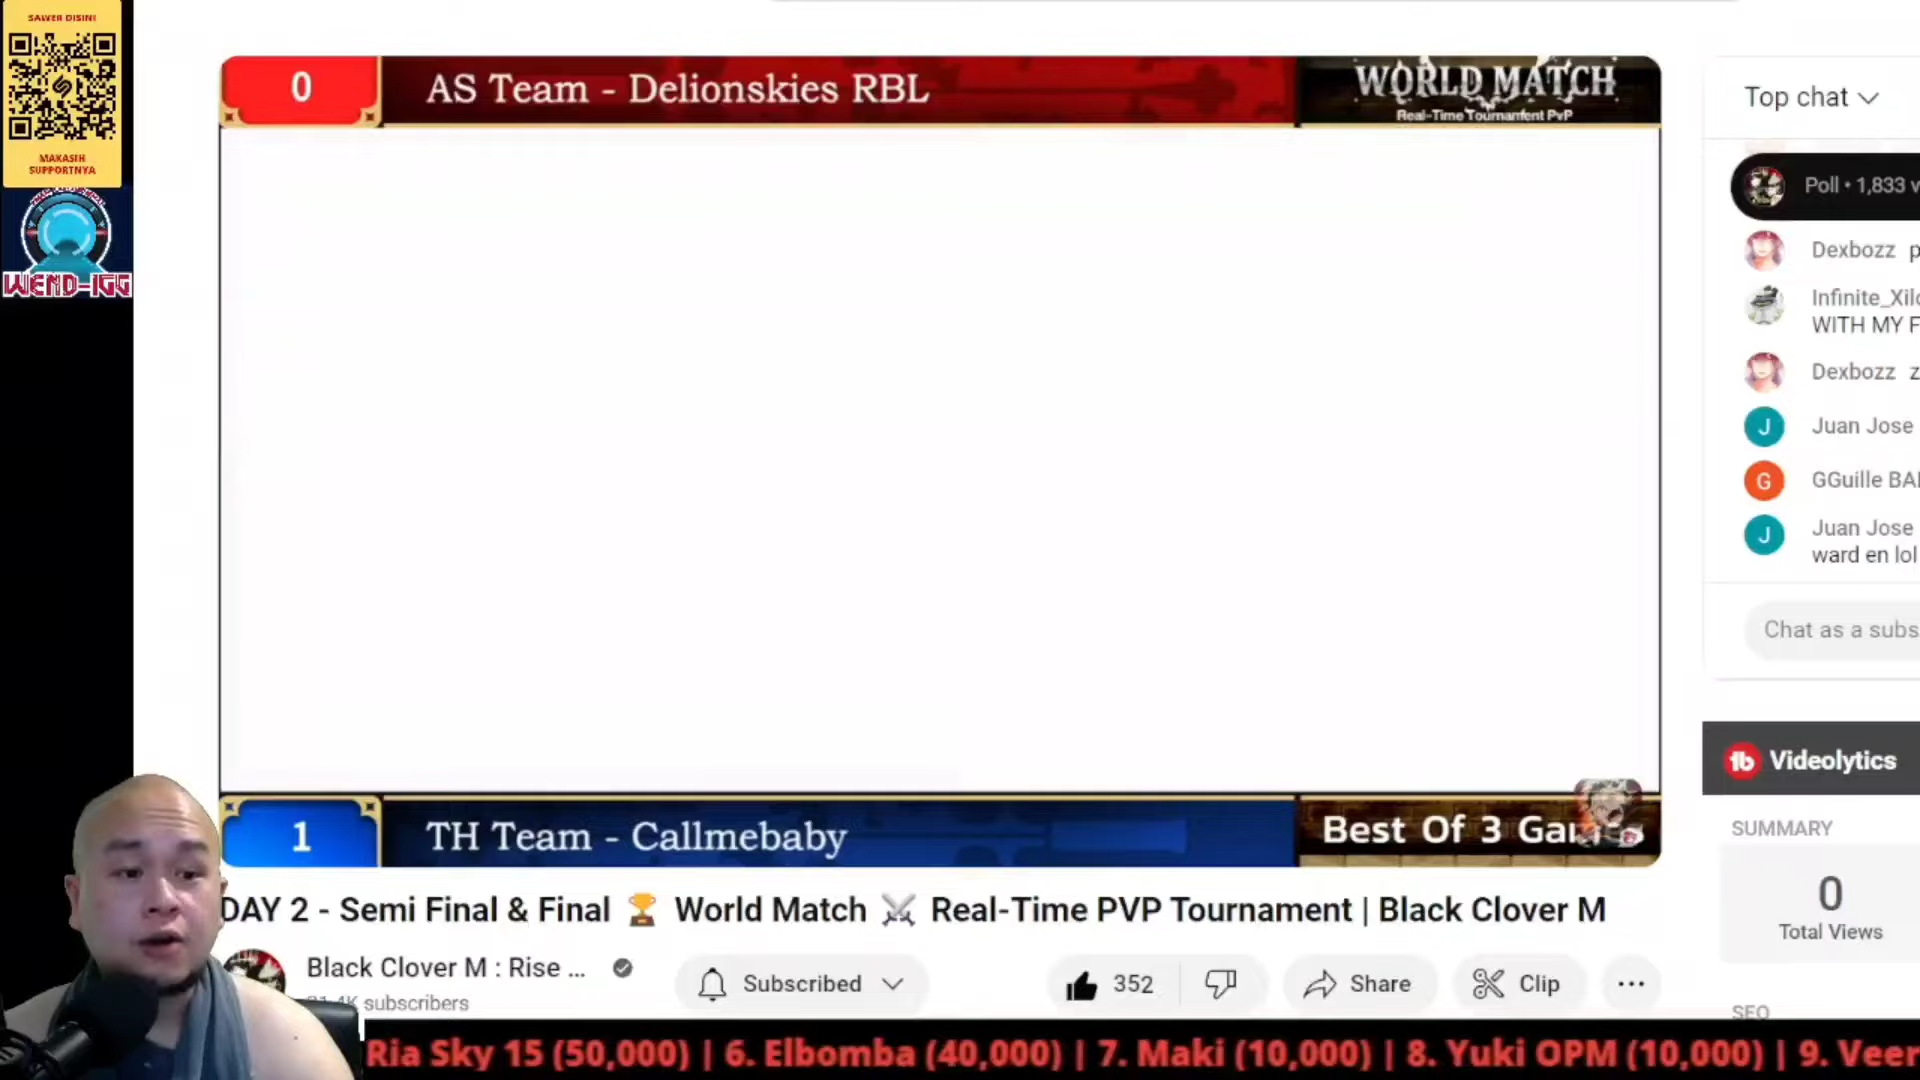 SAWER DISINI
MAKASIH
SUPPORTNYA
WEND-IGG
0
AS Team - Delionskies RBL
WORLD MATCH
Real-Time Tournament PvP
1
TH Team - Callmebaby
Best Of 3
DAY 2 - Semi Final & Final 🏆 World Match ⚔ Real-Time PVP Tournament | Black Clover M
Black Clover M : Rise ...
subscribers
Subscribed
352
Share
Clip
Top chat
Poll • 1,833
Dexbozz
WITH MY
Dexbozz
J
Juan Jose
G
GGuille
J
Juan Jose
ward en lol
Chat as a
tb Videolytics
SUMMARY
0
Total Views
SEO
Ria Sky 15 (50,000) | 6. Elbomba (40,000) | 7. Maki (10,000) | 8. Yuki OPM (10,000) | 9. Veer